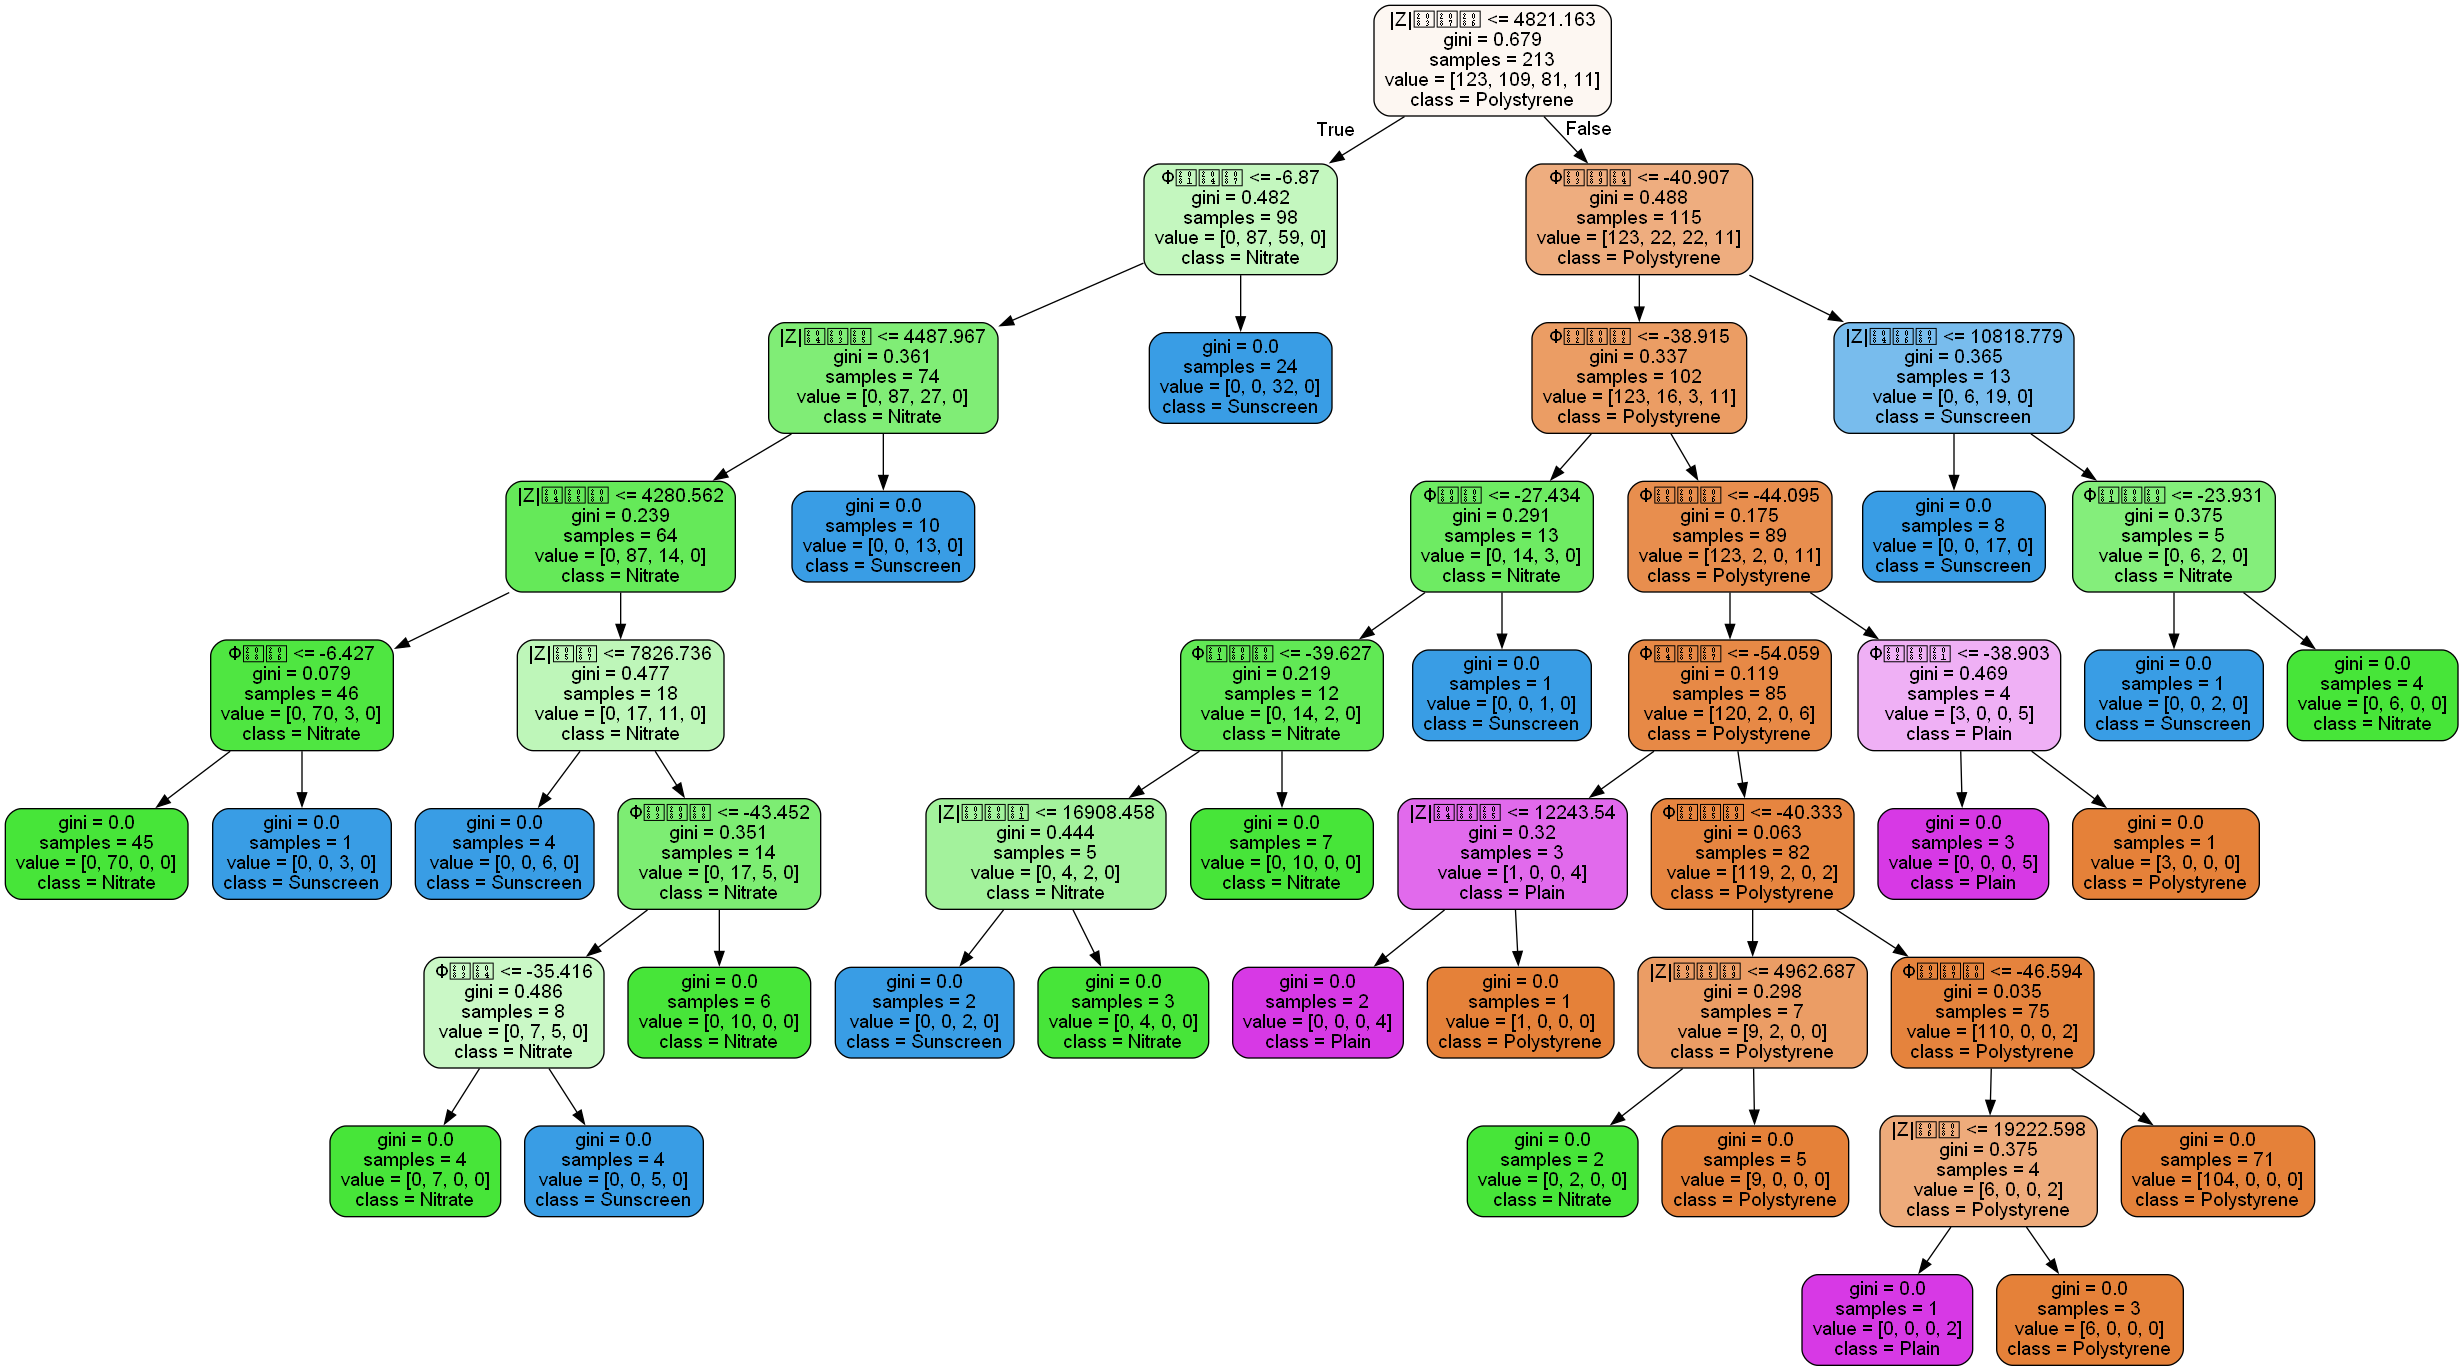 |Z| <= 4821.163
gini = 0.679
samples = 213
value = [123, 109, 81, 11]
class = Polystyrene
True
False
Φ <= -6.87
gini = 0.482
samples = 98
value = [0, 87, 59, 0]
class = Nitrate
Φ <= -40.907
gini = 0.488
samples = 115
value = [123, 22, 22, 11]
class = Polystyrene
|Z| <= 4487.967
gini = 0.361
samples = 74
value = [0, 87, 27, 0]
class = Nitrate
gini = 0.0
samples = 24
value = [0, 0, 32, 0]
class = Sunscreen
Φ <= -38.915
gini = 0.337
samples = 102
value = [123, 16, 3, 11]
class = Polystyrene
|Z| <= 10818.779
gini = 0.365
samples = 13
value = [0, 6, 19, 0]
class = Sunscreen
|Z| <= 4280.562
gini = 0.239
samples = 64
value = [0, 87, 14, 0]
class = Nitrate
gini = 0.0
samples = 10
value = [0, 0, 13, 0]
class = Sunscreen
Φ <= -27.434
gini = 0.291
samples = 13
value = [0, 14, 3, 0]
class = Nitrate
Φ <= -44.095
gini = 0.175
samples = 89
value = [123, 2, 0, 11]
class = Polystyrene
gini = 0.0
samples = 8
value = [0, 0, 17, 0]
class = Sunscreen
Φ <= -23.931
gini = 0.375
samples = 5
value = [0, 6, 2, 0]
class = Nitrate
Φ <= -6.427
gini = 0.079
samples = 46
value = [0, 70, 3, 0]
class = Nitrate
|Z| <= 7826.736
gini = 0.477
samples = 18
value = [0, 17, 11, 0]
class = Nitrate
Φ <= -39.627
gini = 0.219
samples = 12
value = [0, 14, 2, 0]
class = Nitrate
gini = 0.0
samples = 1
value = [0, 0, 1, 0]
class = Sunscreen
Φ <= -54.059
gini = 0.119
samples = 85
value = [120, 2, 0, 6]
class = Polystyrene
Φ <= -38.903
gini = 0.469
samples = 4
value = [3, 0, 0, 5]
class = Plain
gini = 0.0
samples = 1
value = [0, 0, 2, 0]
class = Sunscreen
gini = 0.0
samples = 4
value = [0, 6, 0, 0]
class = Nitrate
gini = 0.0
samples = 45
value = [0, 70, 0, 0]
class = Nitrate
gini = 0.0
samples = 1
value = [0, 0, 3, 0]
class = Sunscreen
gini = 0.0
samples = 4
value = [0, 0, 6, 0]
class = Sunscreen
Φ <= -43.452
gini = 0.351
samples = 14
value = [0, 17, 5, 0]
class = Nitrate
|Z| <= 16908.458
gini = 0.444
samples = 5
value = [0, 4, 2, 0]
class = Nitrate
gini = 0.0
samples = 7
value = [0, 10, 0, 0]
class = Nitrate
|Z| <= 12243.54
gini = 0.32
samples = 3
value = [1, 0, 0, 4]
class = Plain
Φ <= -40.333
gini = 0.063
samples = 82
value = [119, 2, 0, 2]
class = Polystyrene
gini = 0.0
samples = 3
value = [0, 0, 0, 5]
class = Plain
gini = 0.0
samples = 1
value = [3, 0, 0, 0]
class = Polystyrene
Φ <= -35.416
gini = 0.486
samples = 8
value = [0, 7, 5, 0]
class = Nitrate
gini = 0.0
samples = 6
value = [0, 10, 0, 0]
class = Nitrate
gini = 0.0
samples = 2
value = [0, 0, 2, 0]
class = Sunscreen
gini = 0.0
samples = 3
value = [0, 4, 0, 0]
class = Nitrate
gini = 0.0
samples = 2
value = [0, 0, 0, 4]
class = Plain
gini = 0.0
samples = 1
value = [1, 0, 0, 0]
class = Polystyrene
|Z| <= 4962.687
gini = 0.298
samples = 7
value = [9, 2, 0, 0]
class = Polystyrene
Φ <= -46.594
gini = 0.035
samples = 75
value = [110, 0, 0, 2]
class = Polystyrene
gini = 0.0
samples = 4
value = [0, 7, 0, 0]
class = Nitrate
gini = 0.0
samples = 4
value = [0, 0, 5, 0]
class = Sunscreen
gini = 0.0
samples = 2
value = [0, 2, 0, 0]
class = Nitrate
gini = 0.0
samples = 5
value = [9, 0, 0, 0]
class = Polystyrene
|Z| <= 19222.598
gini = 0.375
samples = 4
value = [6, 0, 0, 2]
class = Polystyrene
gini = 0.0
samples = 71
value = [104, 0, 0, 0]
class = Polystyrene
gini = 0.0
samples = 1
value = [0, 0, 0, 2]
class = Plain
gini = 0.0
samples = 3
value = [6, 0, 0, 0]
class = Polystyrene